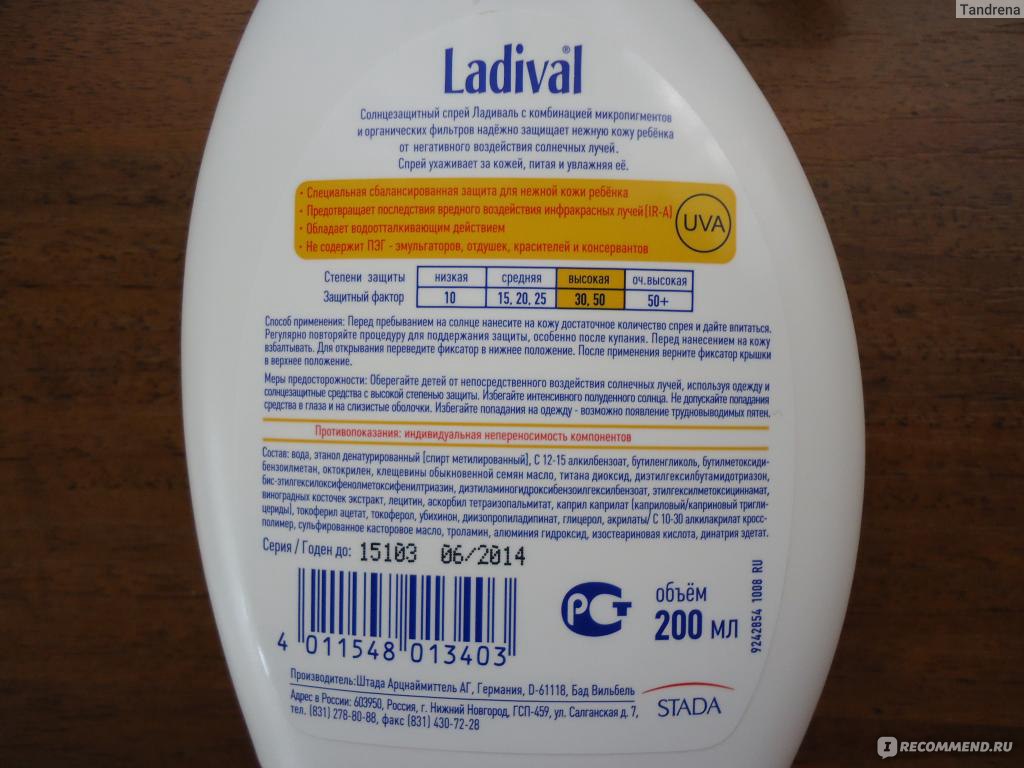 Tandrena
Ladival®
Солнцезащитный спрей Ладиваль с комбинацией микропигментов
и органических фильтров надёжно защищает нежную кожу ребёнка
от негативного воздействия солнечных лучей.
Спрей ухаживает за кожей, питая и увлажняя её.
• Специальная сбалансированная защита для нежной кожи ребёнка
• Предотвращает последствия вредного воздействия инфракрасных лучей (IR-A)
• Обладает водоотталкивающим действием
• Не содержит ПЭГ - эмульгаторов, отдушек, красителей и консервантов
UVA
Степени защиты низкая средняя высокая оч.высокая
Защитный фактор 10 15, 20, 25 30, 50 50+
Способ применения: Перед пребыванием на солнце нанесите на кожу достаточное количество спрея и дайте впитаться.
Регулярно повторяйте процедуру для поддержания защиты, особенно после купания. Перед нанесением на кожу
взбалтывать. Для открывания переведите фиксатор в нижнее положение. После применения верните фиксатор крышки
в верхнее положение.
Меры предосторожности: Оберегайте детей от непосредственного воздействия солнечных лучей, используя одежду и
солнцезащитные средства с высокой степенью защиты. Избегайте интенсивного полуденного солнца. Не допускайте попадания
средства в глаза и на слизистые оболочки. Избегайте попадания на одежду - возможно появление трудновыводимых пятен.
Противопоказания: индивидуальная непереносимость компонентов
Состав: вода, этанол денатурированный (спирт метилированный), С 12-15 алкилбензоат, бутиленгликоль, бутилметоксиди-
бензоилметан, октокрилен, клещевины обыкновенной семян масло, титана диоксид, диэтилгексилбутамидотриазон,
бис-этилгексилоксифенолметоксифенилтриазин, диэтиламиногидроксибензоилгексилбензоат, этилгексилметоксициннамат,
виноградных косточек экстракт, лецитин, аскорбил тетраизопальмитат, каприл каприлат (каприловый/каприновый тригли-
цериды), токоферил ацетат, токоферол, убихинон, диизопропиладипинат, глицерол, акрилаты/ С 10-30 алкилакрилат кросс-
полимер, сульфированное касторовое масло, троламин, алюминия гидроксид, изостеариновая кислота, динатрия эдетат.
Серия / Годен до: 15103 06/2014
4 011548 013403
РСТ
объём
200 мл
9242854 1008 RU
Производитель:Штада Арцнаймиттель АГ, Германия, D-61118, Бад Вильбель
Адрес в России: 603950, Россия, г. Нижний Новгород, ГСП-459, ул. Салганская д. 7,
тел. (831) 278-80-88, факс (831) 430-72-28
STADA
IRECOMMEND.RU